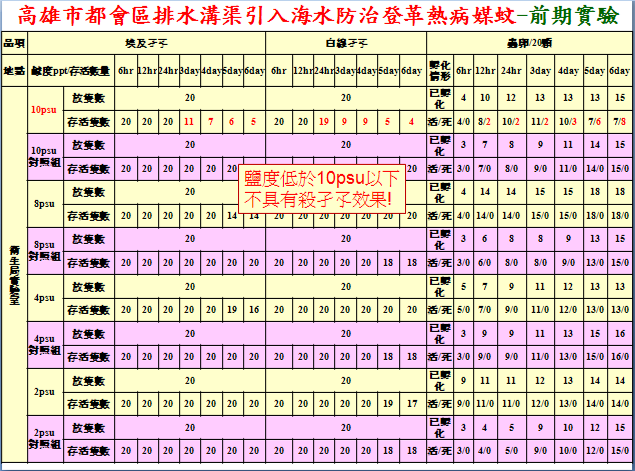 高雄市都會區排水溝渠引入海水防治登革熱病媒蚊-前期實驗
品項 埃及孑孓 白線孑孓 蟲卵/20顆
地點 鹹度ppt/存活數量 6hr 12hr 24hr 3day 4day 5day 6day 6hr 12hr 24hr 3day 4day 5day 6day 孵化情形 6hr 12hr 24hr 3day 4day 5day 6day
衛生局實驗室
10psu 放隻數 20 20 已孵化 4 10 12 13 13 13 15
存活隻數 20 20 20 11 7 6 5 20 20 19 9 9 5 4 活/死 4/0 8/2 10/2 11/2 10/3 7/6 7/8
10psu對照組 放隻數 20 20 已孵化 3 7 8 9 11 14 15
存活隻數 20 20 20 20 20 20 活/死 3/0 7/0 8/0 9/0 11/0 14/0 15/0
鹽度低於10psu以下
不具有殺孑孓效果!
8psu 放隻數 20 已孵化 4 14 14 15 15 18 18
存活隻數 20 20 20 20 20 14 14 20 20 20 20 20 20 20 活/死 4/0 14/0 14/0 15/0 15/0 18/0 18/0
8psu對照組 放隻數 20 20 已孵化 3 6 8 8 9 13 15
存活隻數 20 20 20 20 20 20 20 20 20 20 20 20 18 18 活/死 3/0 6/0 8/0 8/0 9/0 13/0 15/0
4psu 放隻數 20 20 已孵化 5 7 9 11 12 13 13
存活隻數 20 20 20 20 20 19 16 20 20 20 20 20 20 20 活/死 5/0 7/0 9/0 11/0 12/0 13/0 13/0
4psu對照組 放隻數 20 20 已孵化 3 9 9 11 13 15 16
存活隻數 20 20 20 20 20 20 20 20 20 20 20 20 18 18 活/死 3/0 9/0 9/0 11/0 13/0 15/0 16/0
2psu 放隻數 20 20 已孵化 9 11 11 12 13 14 14
存活隻數 20 20 20 20 20 20 20 20 20 20 20 20 19 17 活/死 9/0 11/0 11/0 12/0 13/0 14/0 14/0
2psu對照組 放隻數 20 20 已孵化 3 4 5 9 10 12 15
存活隻數 20 20 20 20 20 20 20 20 20 20 20 20 18 18 活/死 3/0 4/0 5/0 9/0 10/0 12/0 15/0